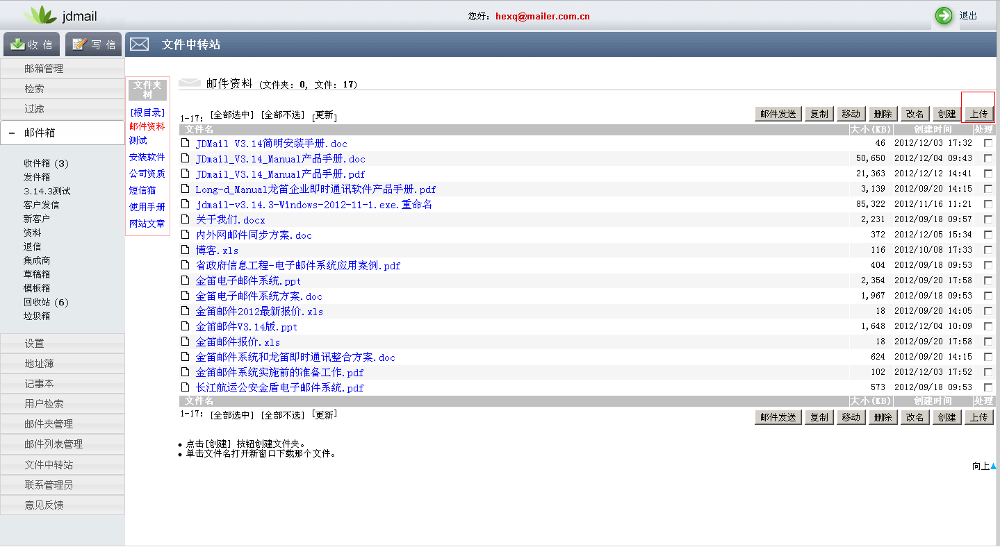 jdmail
您好: hexq@mailer.com.cn
退出
收 信
写 信
文件中转站
邮箱管理
检索
过滤
邮件箱
收件箱 (3)
发件箱
3.14.3测试
客户发信
新客户
资料
退信
集成商
草稿箱
模板箱
回收站 (6)
垃圾箱
设置
地址簿
记事本
用户检索
邮件夹管理
邮件列表管理
文件中转站
联系管理员
意见反馈
文件夹
树
[根目录]
邮件资料
测试
安装软件
公司资质
短信猫
使用手册
网站文章
邮件资料 (文件夹: 0, 文件: 17)
1-17: [全部选中] [全部不选] [更新]
邮件发送 复制 移动 删除 改名 创建 上传
文件名 大小(KB) 创建时间 处理
JDMail V3.14简明安装手册.doc 46 2012/12/03 17:32
JDmail_V3.14_Manual产品手册.doc 50,650 2012/12/04 09:43
JDmail_V3.14_Manual产品手册.pdf 21,363 2012/12/12 14:41
Long-d_Manual龙笛企业即时通讯软件产品手册.pdf 3,139 2012/09/20 14:15
jdmail-v3.14.3-Windows-2012-11-1.exe.重命名 85,322 2012/11/16 11:21
关于我们.docx 2,231 2012/09/18 09:57
内外网邮件同步方案.doc 372 2012/12/05 15:34
博客.xls 116 2012/10/08 17:33
省政府信息工程-电子邮件系统应用案例.pdf 404 2012/09/18 09:53
金笛电子邮件系统.ppt 2,354 2012/09/20 17:58
金笛电子邮件系统方案.doc 1,967 2012/09/18 09:53
金笛邮件2012最新报价.xls 18 2012/09/20 14:05
金笛邮件V3.14版.ppt 1,648 2012/12/04 10:09
金笛邮件报价.xls 18 2012/09/20 17:58
金笛邮件系统和龙笛即时通讯整合方案.doc 624 2012/09/20 14:15
金笛邮件系统实施前的准备工作.pdf 102 2012/12/03 17:52
长江航运公安金盾电子邮件系统.pdf 573 2012/09/18 09:53
文件名 大小(KB) 创建时间 处理
1-17: [全部选中] [全部不选] [更新]
邮件发送 复制 移动 删除 改名 创建 上传
● 点击[创建] 按钮创建文件夹。
● 单击文件名打开新窗口下载那个文件。
向上▲